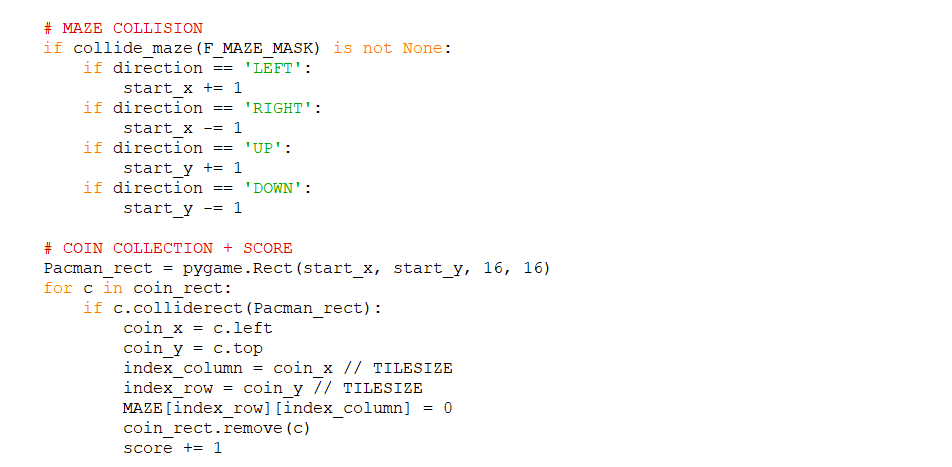 # MAZE COLLISION
if collide_maze(F_MAZE_MASK) is not None:
    if direction == 'LEFT':
        start_x += 1
    if direction == 'RIGHT':
        start_x -= 1
    if direction == 'UP':
        start_y += 1
    if direction == 'DOWN':
        start_y -= 1

# COIN COLLECTION + SCORE
Pacman_rect = pygame.Rect(start_x, start_y, 16, 16)
for c in coin_rect:
    if c.colliderect(Pacman_rect):
        coin_x = c.left
        coin_y = c.top
        index_column = coin_x // TILESIZE
        index_row = coin_y // TILESIZE
        MAZE[index_row][index_column] = 0
        coin_rect.remove(c)
        score += 1